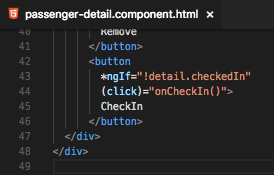 passenger-detail.component.html ×
40 Remove
41 </button>
42 <button
43 *ngIf="!detail.checkedIn"
44 (click)="onCheckIn()">
45 CheckIn
46 </button>
47 </div>
48 </div>
49